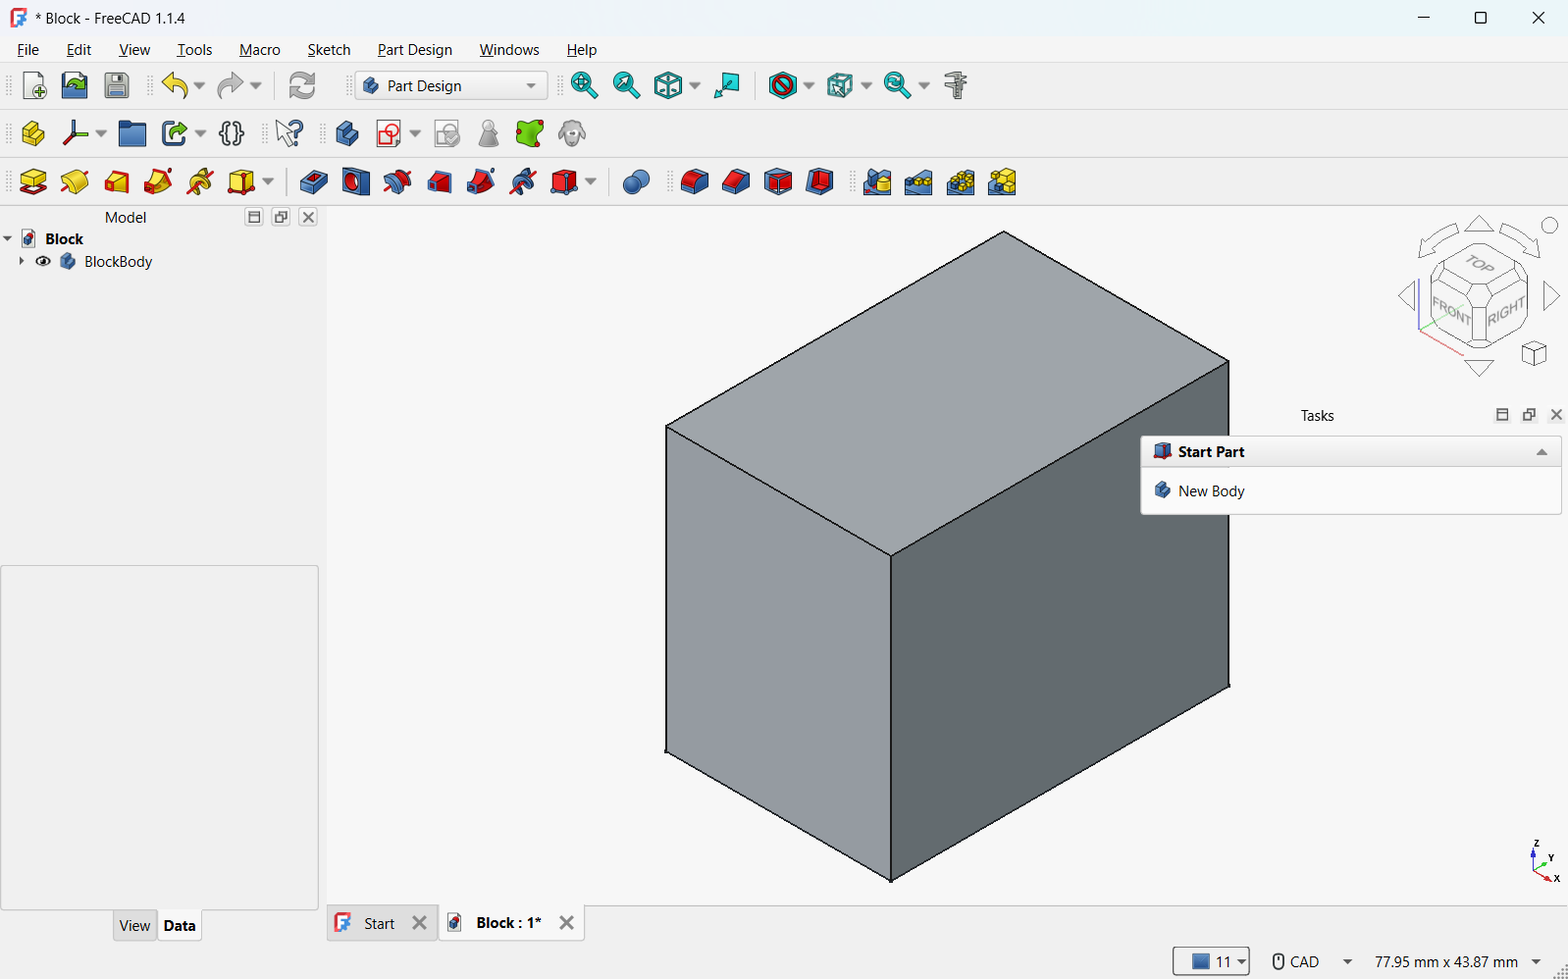 * Block - FreeCAD 1.1.4
File Edit View Tools Macro Sketch Part Design Windows Help
Part Design
Model
Block
BlockBody
TOP
FRONT
RIGHT
Tasks
Start Part
New Body
Z
Y
X
View Data
Start Block : 1*
11 CAD 77.95 mm x 43.87 mm